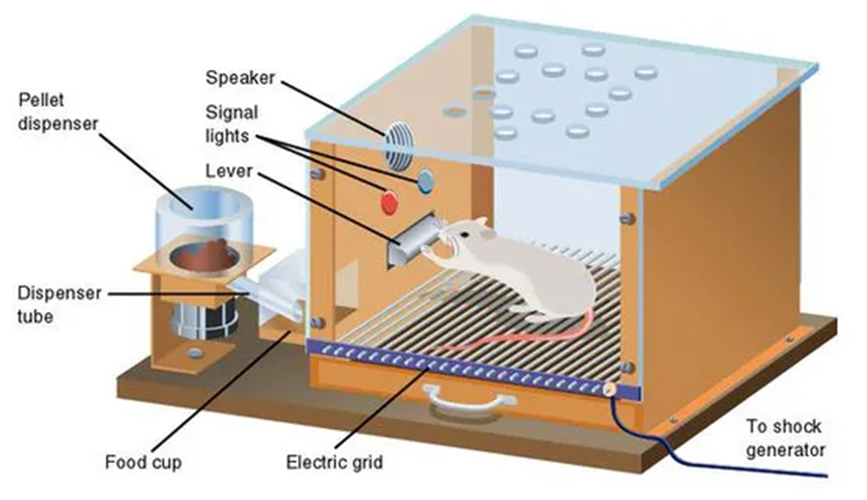 Speaker
Pellet
dispenser
Signal
lights
Lever
Dispenser
tube
Food cup
Electric grid
To shock
generator